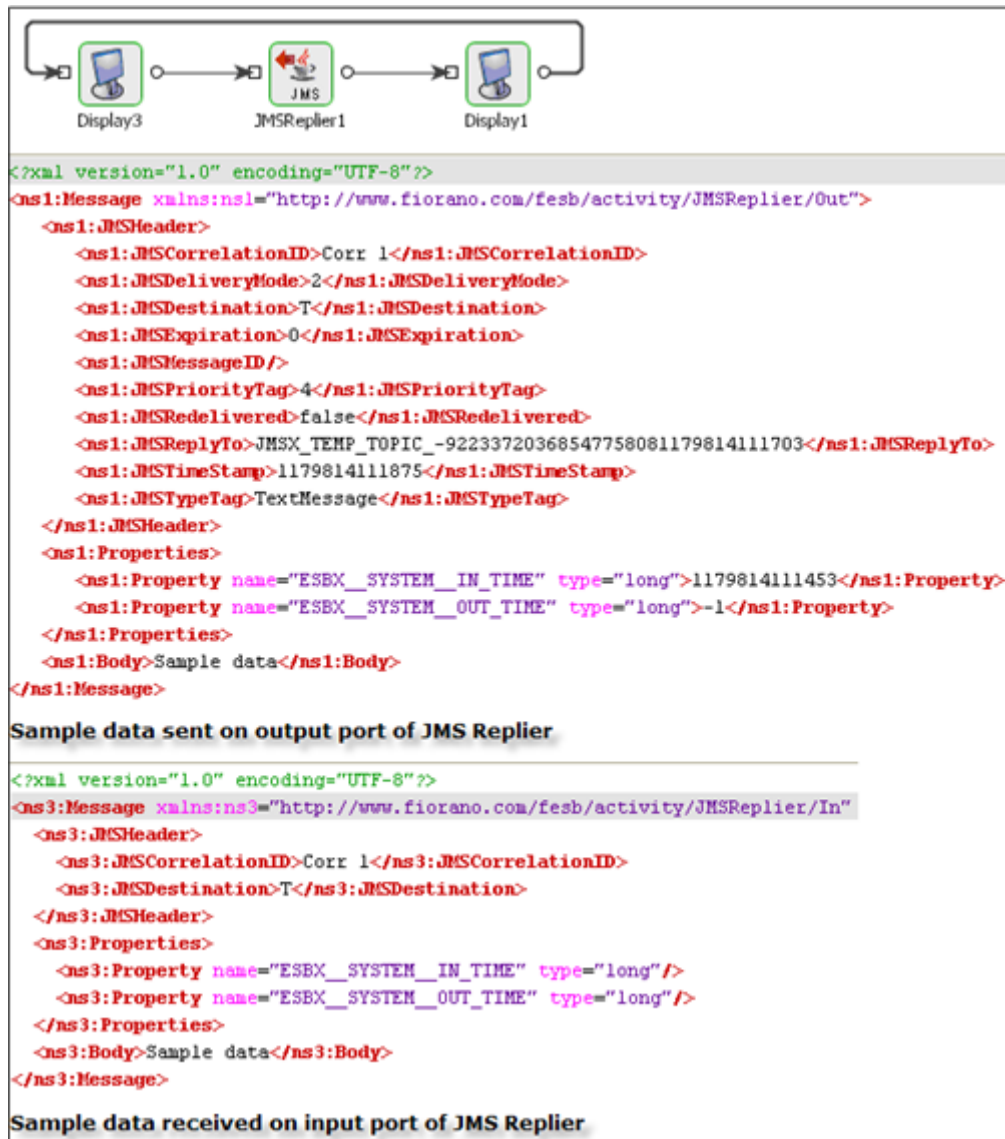 JMS
Display3 JMSReplier1 Display1
<?xml version="1.0" encoding="UTF-8"?>
<ns1:Message xmlns:ns1="http://www.fiorano.com/fesb/activity/JMSReplier/Out">
<ns1:JMSHeader>
<ns1:JMSCorrelationID>Corr 1</ns1:JMSCorrelationID>
<ns1:JMSDeliveryMode>2</ns1:JMSDeliveryMode>
<ns1:JMSDestination>T</ns1:JMSDestination>
<ns1:JMSExpiration>0</ns1:JMSExpiration>
<ns1:JMSMessageID/>
<ns1:JMSPriorityTag>4</ns1:JMSPriorityTag>
<ns1:JMSRedelivered>false</ns1:JMSRedelivered>
<ns1:JMSReplyTo>JMSX_TEMP_TOPIC_-92233720368547758081179814111703</ns1:JMSReplyTo>
<ns1:JMSTimeStamp>1179814111875</ns1:JMSTimeStamp>
<ns1:JMSTypeTag>TextMessage</ns1:JMSTypeTag>
</ns1:JMSHeader>
<ns1:Properties>
<ns1:Property name="ESBX__SYSTEM__IN_TIME" type="long">1179814111453</ns1:Property>
<ns1:Property name="ESBX__SYSTEM__OUT_TIME" type="long">-1</ns1:Property>
</ns1:Properties>
<ns1:Body>Sample data</ns1:Body>
</ns1:Message>
Sample data sent on output port of JMS Replier
<?xml version="1.0" encoding="UTF-8"?>
<ns3:Message xmlns:ns3="http://www.fiorano.com/fesb/activity/JMSReplier/In"
<ns3:JMSHeader>
<ns3:JMSCorrelationID>Corr 1</ns3:JMSCorrelationID>
<ns3:JMSDestination>T</ns3:JMSDestination>
</ns3:JMSHeader>
<ns3:Properties>
<ns3:Property name="ESBX__SYSTEM__IN_TIME" type="long"/>
<ns3:Property name="ESBX__SYSTEM__OUT_TIME" type="long"/>
</ns3:Properties>
<ns3:Body>Sample data</ns3:Body>
</ns3:Message>
Sample data received on input port of JMS Replier